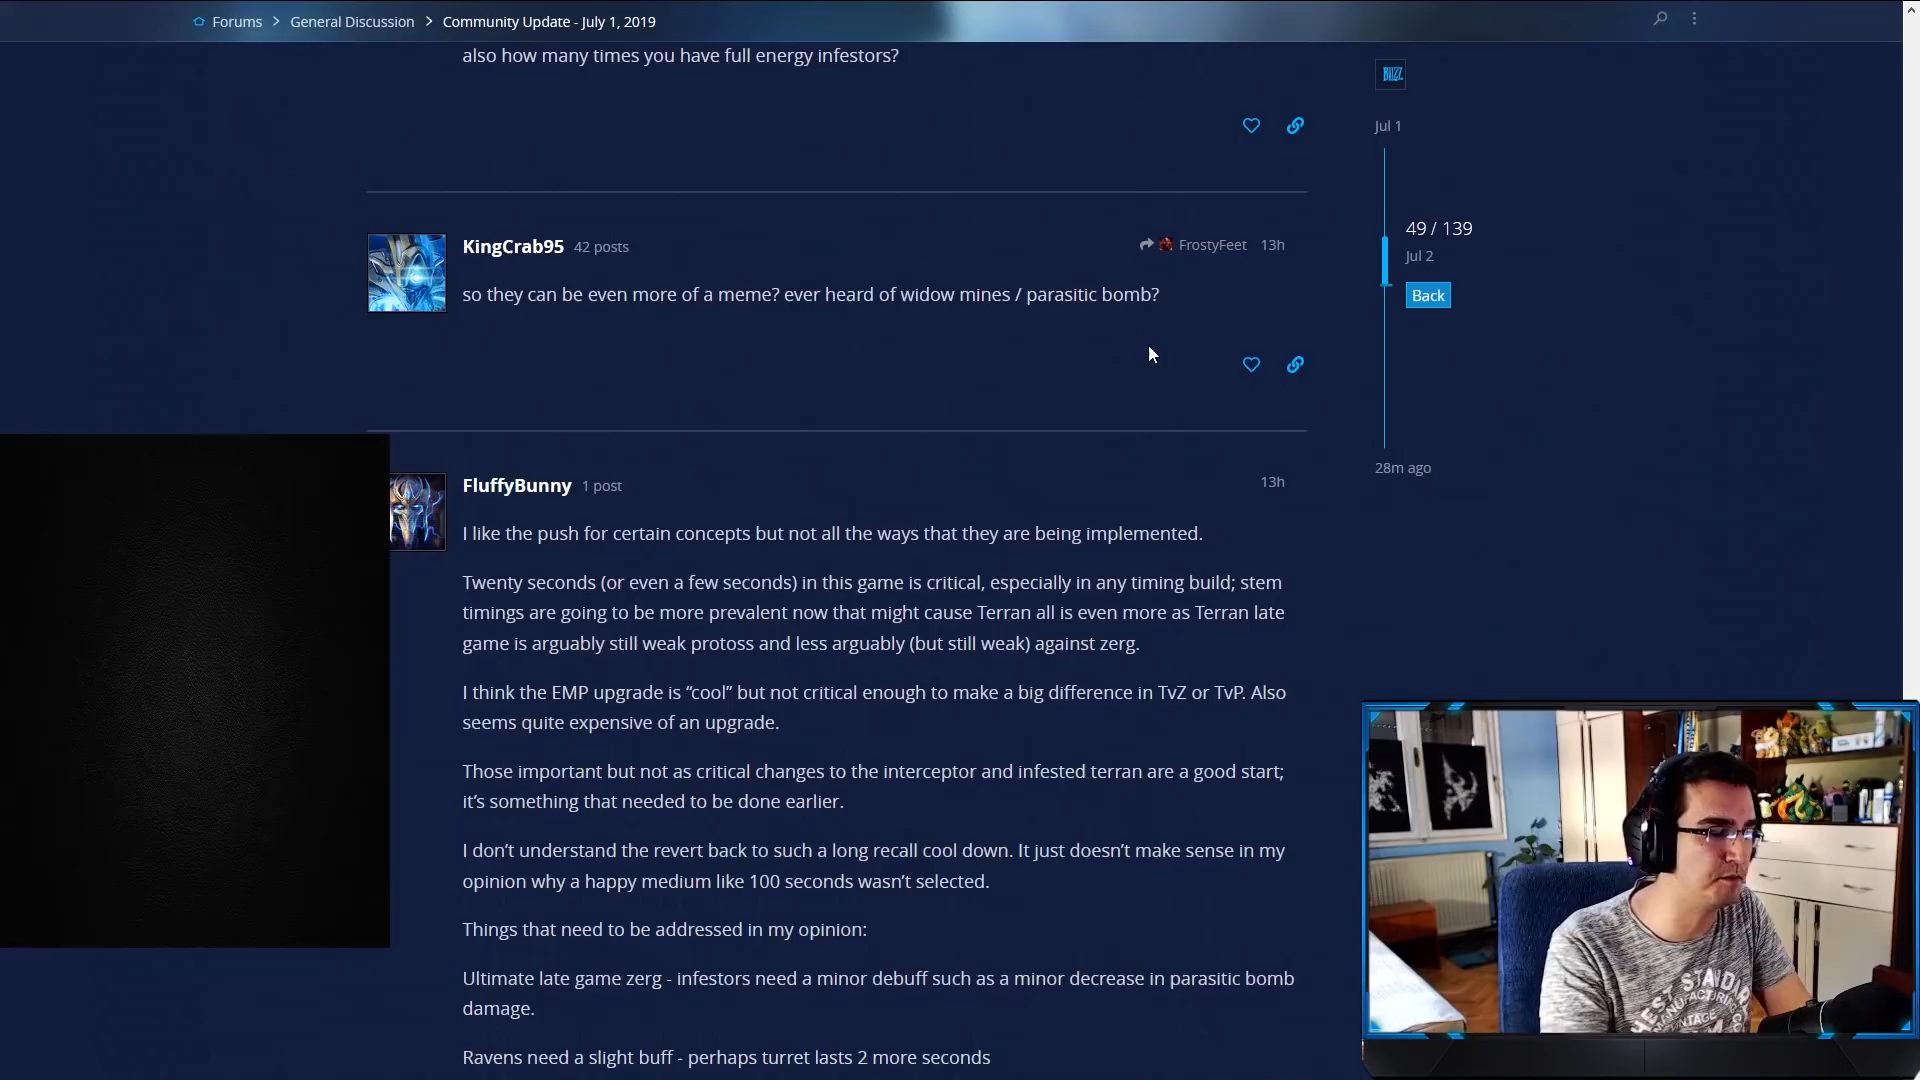 Forums > General Discussion > Community Update - July 1, 2019
also how many times you have full energy infestors?
BLIZZ
Jul 1
49 / 139
Jul 2
Back
28m ago
KingCrab95 42 posts
FrostyFeet 13h
so they can be even more of a meme? ever heard of widow mines / parasitic bomb?
FluffyBunny 1 post
13h
I like the push for certain concepts but not all the ways that they are being implemented.
Twenty seconds (or even a few seconds) in this game is critical, especially in any timing build; stem
timings are going to be more prevalent now that might cause Terran all is even more as Terran late
game is arguably still weak protoss and less arguably (but still weak) against zerg.
I think the EMP upgrade is “cool” but not critical enough to make a big difference in TvZ or TvP. Also
seems quite expensive of an upgrade.
Those important but not as critical changes to the interceptor and infested terran are a good start;
it’s something that needed to be done earlier.
I don’t understand the revert back to such a long recall cool down. It just doesn’t make sense in my
opinion why a happy medium like 100 seconds wasn’t selected.
Things that need to be addressed in my opinion:
Ultimate late game zerg - infestors need a minor debuff such as a minor decrease in parasitic bomb
damage.
Ravens need a slight buff - perhaps turret lasts 2 more seconds